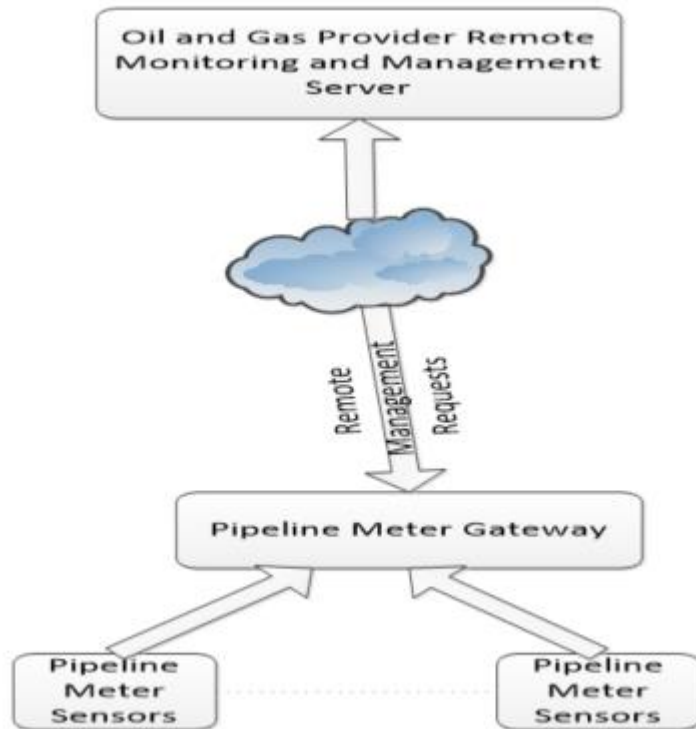 Oil and Gas Provider Remote
Monitoring and Management
Server
Remote
Management
Requests
Pipeline Meter Gateway
Pipeline
Meter
Sensors
Pipeline
Meter
Sensors